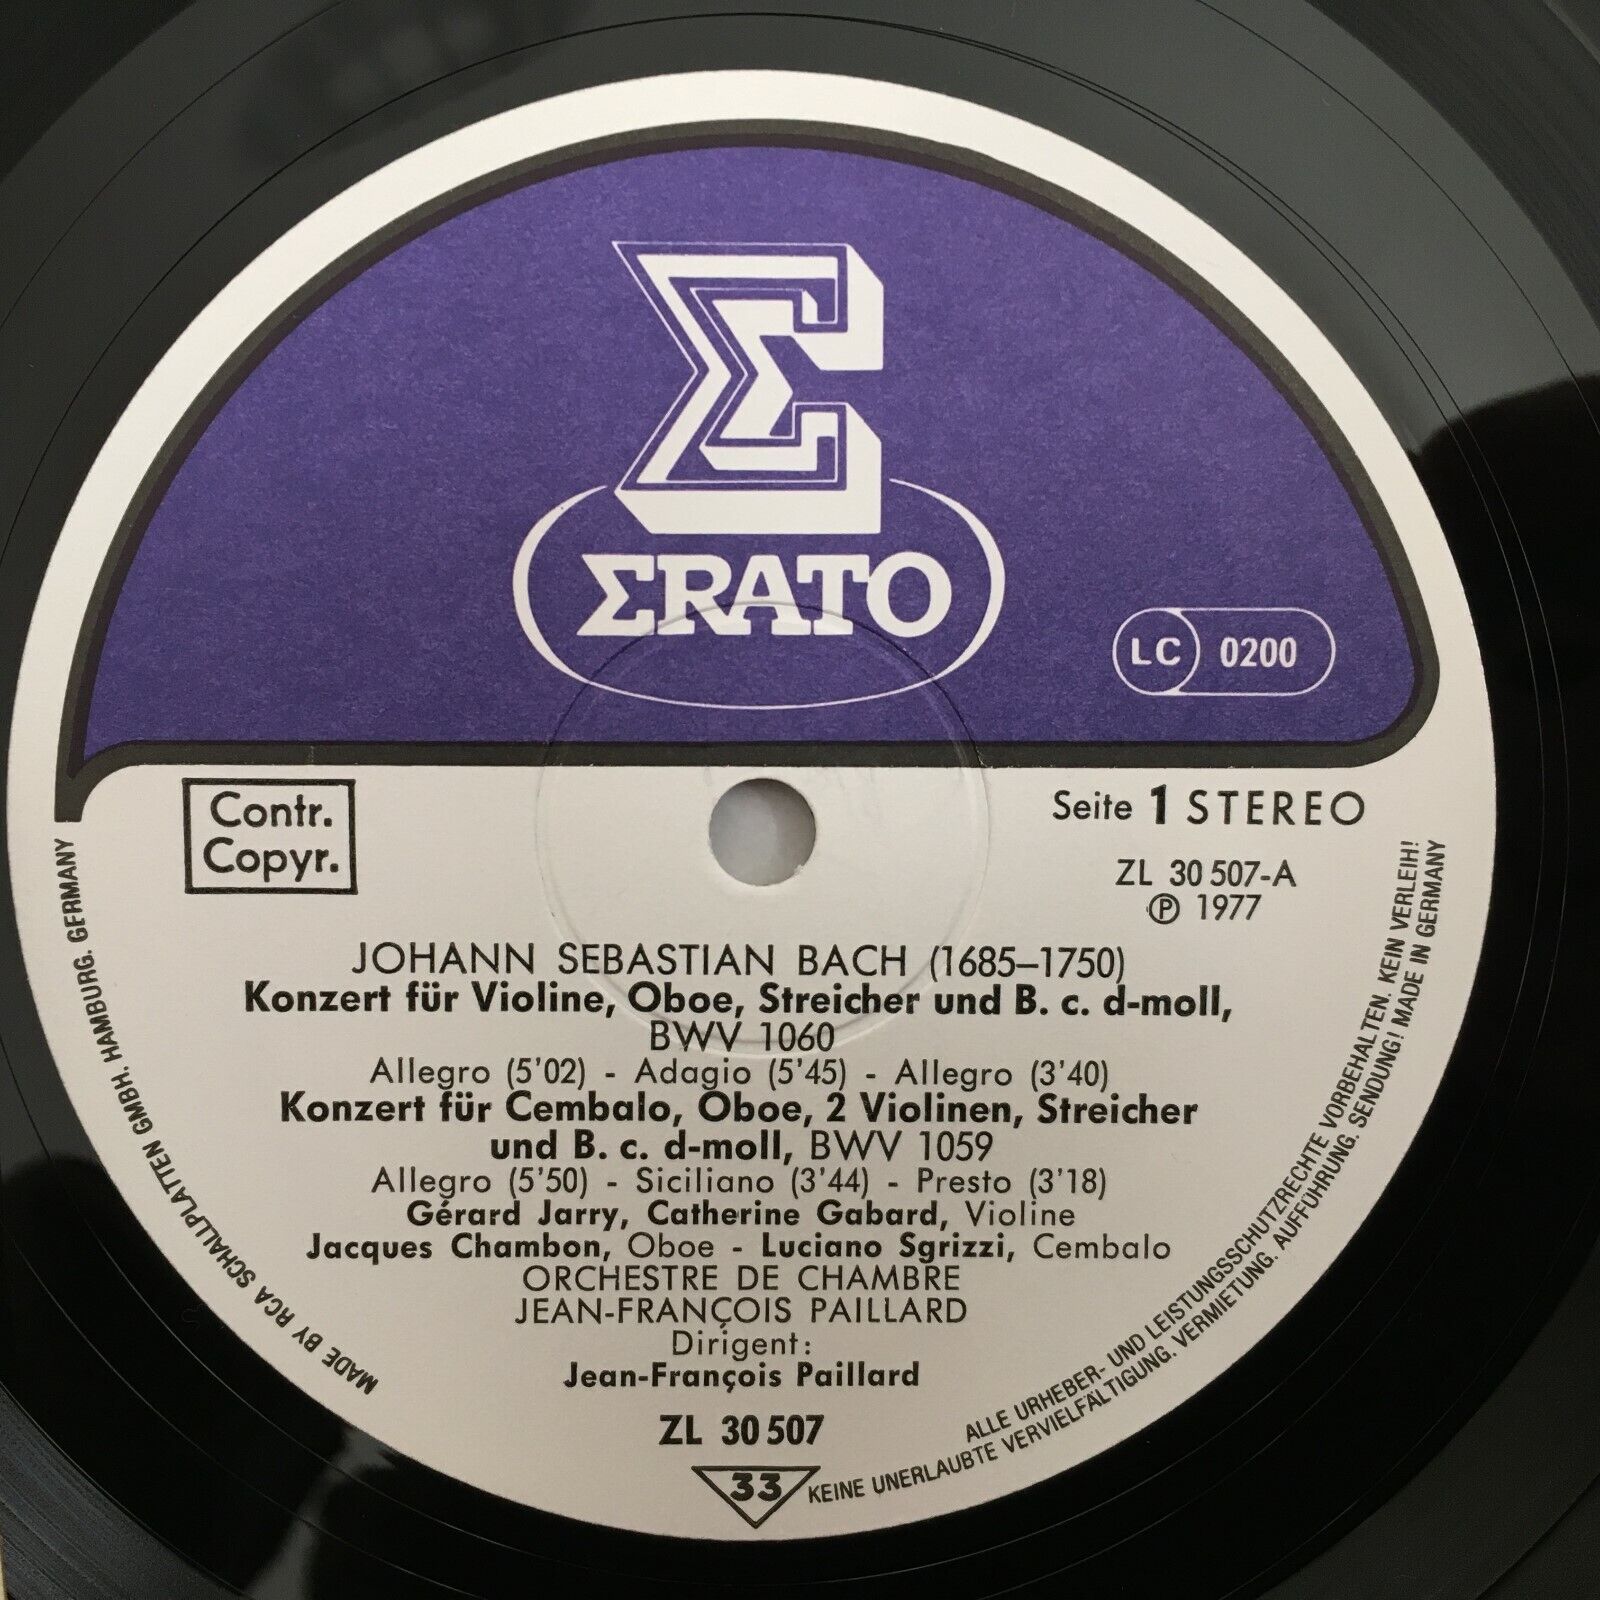 ΣRATO
LC 0200
Contr.
Copyr.
Seite 1 STEREO
ZL 30 507-A
℗ 1977
JOHANN SEBASTIAN BACH (1685–1750)
Konzert für Violine, Oboe, Streicher und B. c. d-moll,
BWV 1060
Allegro (5'02) - Adagio (5'45) - Allegro (3'40)
Konzert für Cembalo, Oboe, 2 Violinen, Streicher
und B. c. d-moll, BWV 1059
Allegro (5'50) - Siciliano (3'44) - Presto (3'18)
Gérard Jarry, Catherine Gabard, Violine
Jacques Chambon, Oboe - Luciano Sgrizzi, Cembalo
ORCHESTRE DE CHAMBRE
JEAN-FRANÇOIS PAILLARD
Dirigent:
Jean-François Paillard
ZL 30 507
33
MADE BY RCA SCHALLPLATTEN GMBH, HAMBURG. GERMANY
ALLE URHEBER- UND LEISTUNGSSCHUTZRECHTE VORBEHALTEN. KEIN VERLEIH!
KEINE UNERLAUBTE VERVIELFÄLTIGUNG. VERMIETUNG. AUFFÜHRUNG. SENDUNG! MADE IN GERMANY